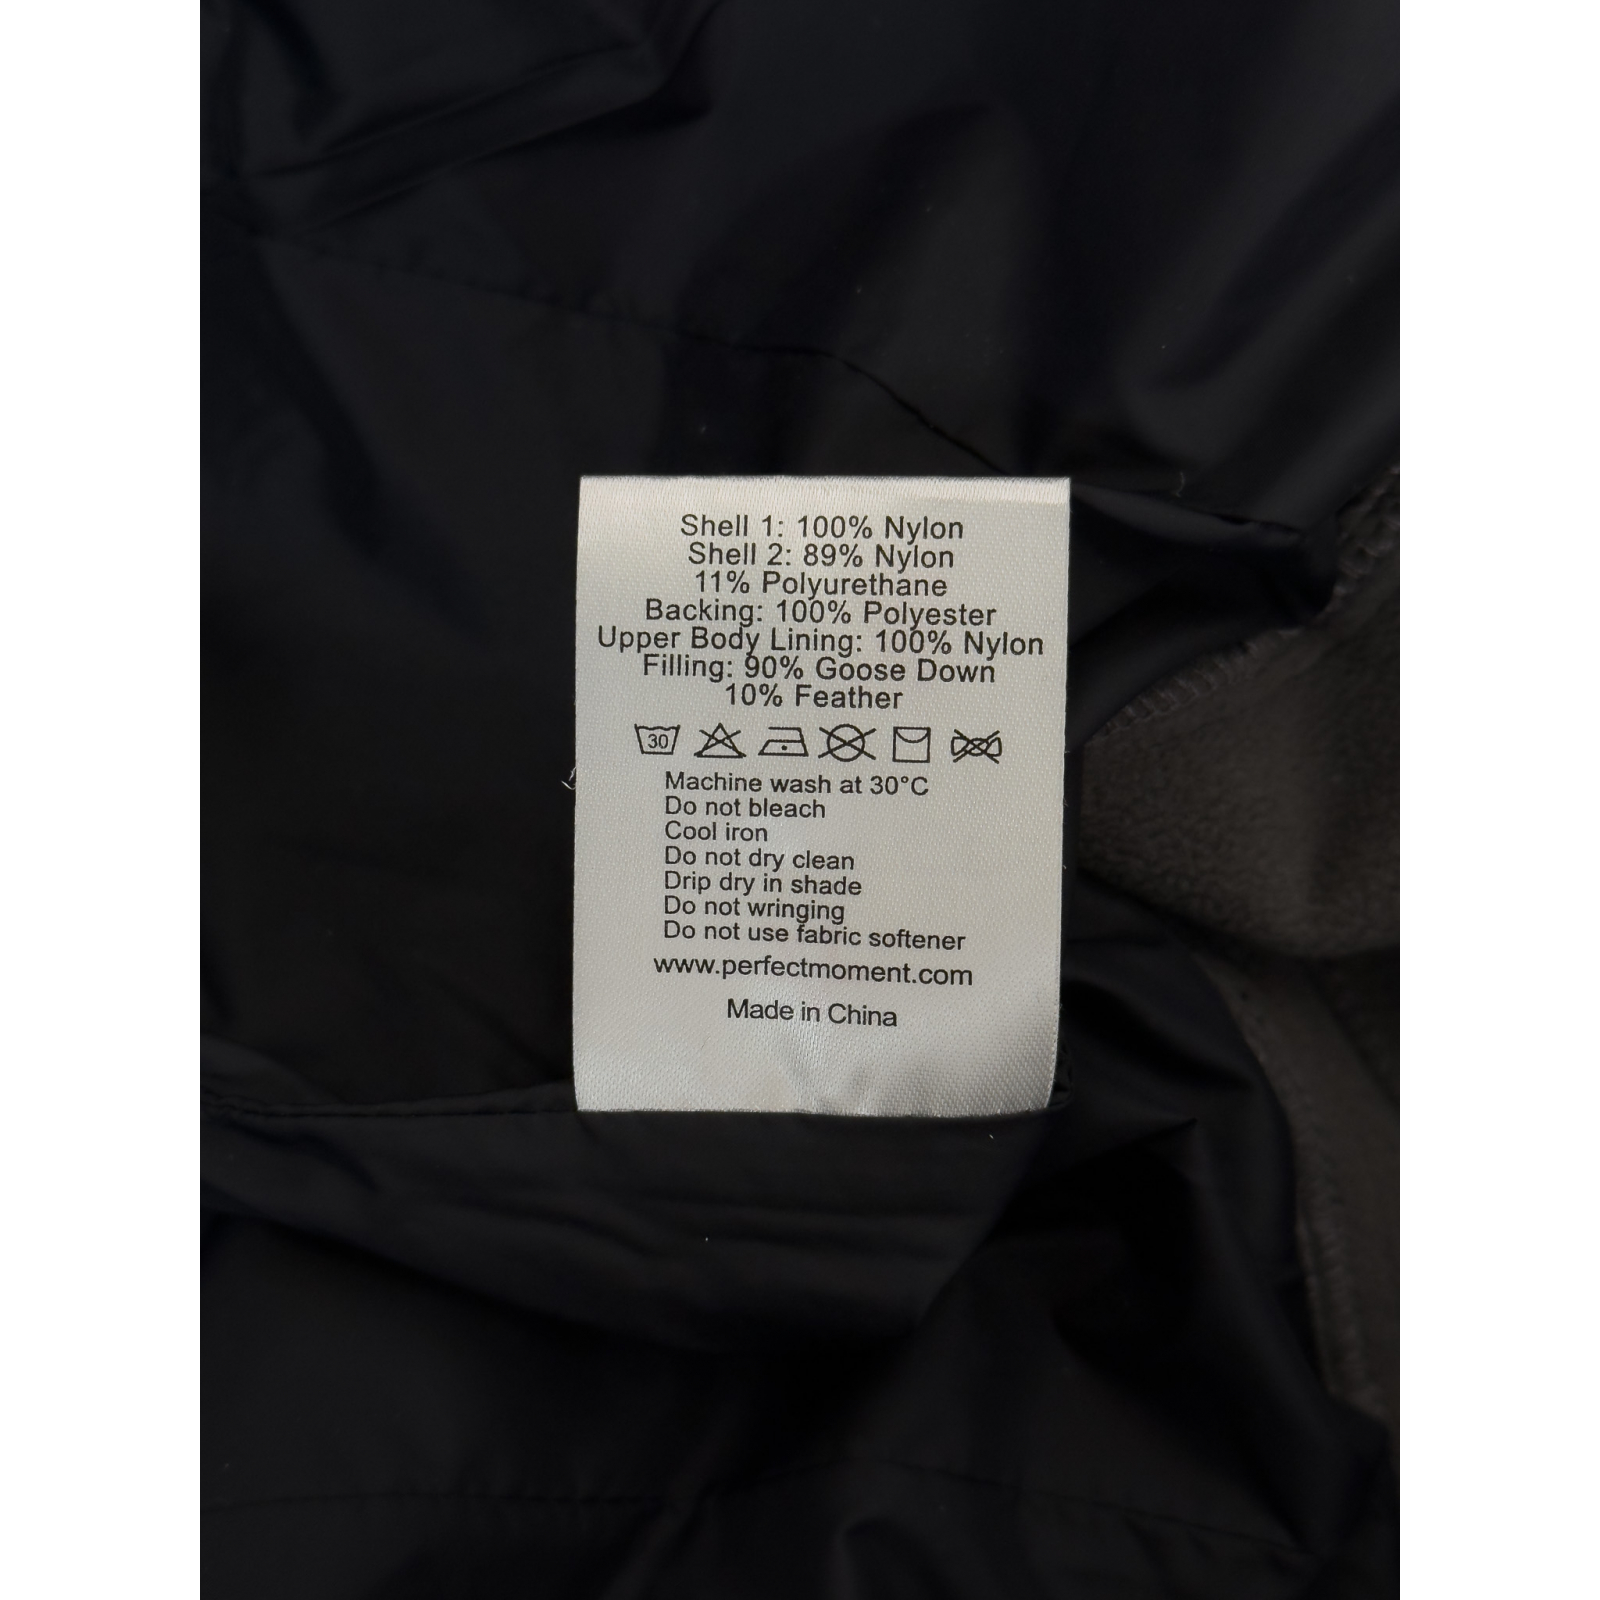 Shell 1: 100% Nylon
Shell 2: 89% Nylon
11% Polyurethane
Backing: 100% Polyester
Upper Body Lining: 100% Nylon
Filling: 90% Goose Down
10% Feather
30
Machine wash at 30°C
Do not bleach
Cool iron
Do not dry clean
Drip dry in shade
Do not wringing
Do not use fabric softener
www.perfectmoment.com
Made in China